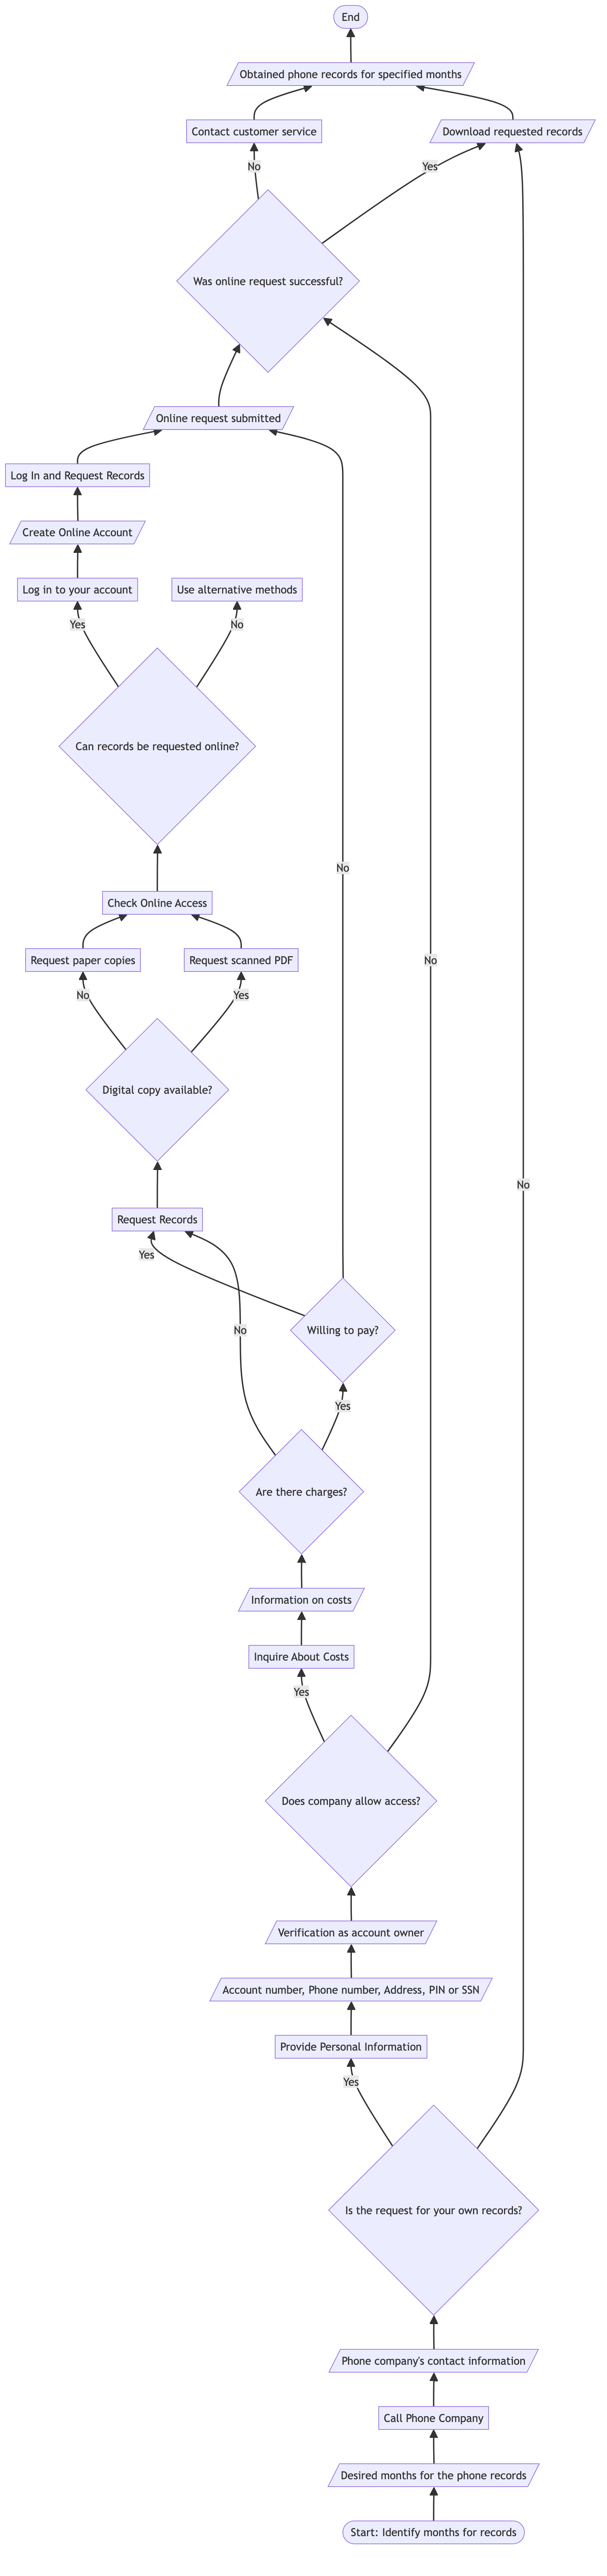 End
Obtained phone records for specified months
Contact customer service
Download requested records
No
Yes
Was online request successful?
Online request submitted
Log In and Request Records
Create Online Account
Log in to your account
Use alternative methods
Yes
No
Can records be requested online?
No
Check Online Access
Request paper copies
Request scanned PDF
No
No
Yes
Digital copy available?
No
Request Records
Yes
No
Willing to pay?
Yes
Are there charges?
Information on costs
Inquire About Costs
Yes
Does company allow access?
Verification as account owner
Account number, Phone number, Address, PIN or SSN
Provide Personal Information
Yes
Is the request for your own records?
Phone company's contact information
Call Phone Company
Desired months for the phone records
Start: Identify months for records